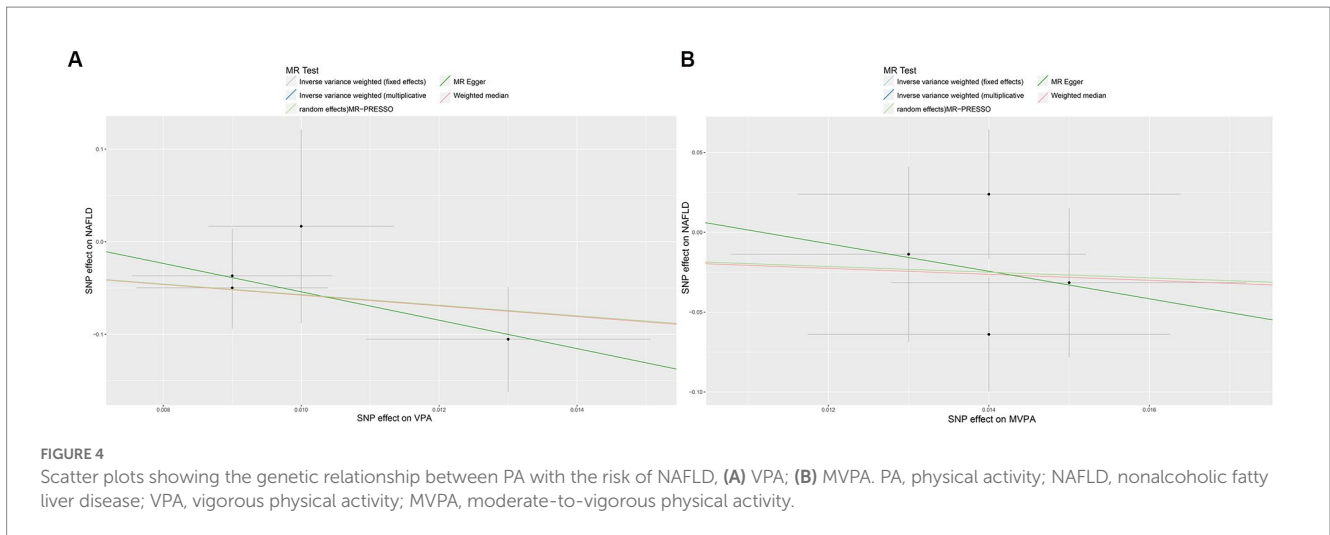 A
MR Test
Inverse variance weighted (fixed effects)
MR Egger
Inverse variance weighted (multiplicative
Weighted median
random effects)MR−PRESSO
0.1
0.0
−0.1
SNP effect on NAFLD
0.008
0.010
0.012
0.014
SNP effect on VPA
B
MR Test
Inverse variance weighted (fixed effects)
MR Egger
Inverse variance weighted (multiplicative
Weighted median
random effects)MR−PRESSO
0.05
0.00
−0.05
−0.10
SNP effect on NAFLD
0.012
0.014
0.016
SNP effect on MVPA
FIGURE 4
Scatter plots showing the genetic relationship between PA with the risk of NAFLD, (A) VPA; (B) MVPA. PA, physical activity; NAFLD, nonalcoholic fatty
liver disease; VPA, vigorous physical activity; MVPA, moderate-to-vigorous physical activity.